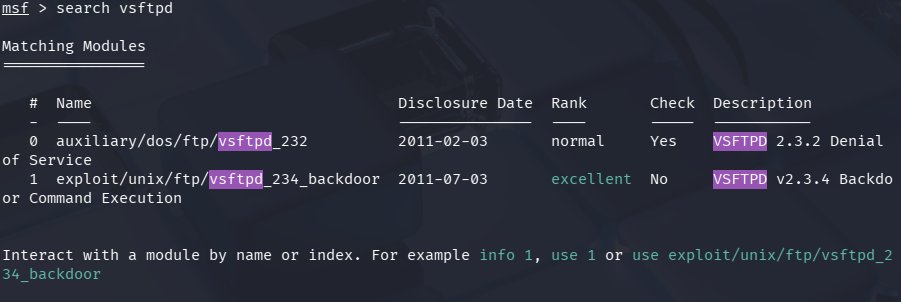 msf > search vsftpd
Matching Modules
================
#  Name                                  Disclosure Date  Rank       Check  Description
-  ----                                  ---------------  ----       -----  -----------
0  auxiliary/dos/ftp/vsftpd_232          2011-02-03       normal     Yes    VSFTPD 2.3.2 Denial
of Service
1  exploit/unix/ftp/vsftpd_234_backdoor  2011-07-03       excellent  No     VSFTPD v2.3.4 Backdo
or Command Execution
Interact with a module by name or index. For example info 1, use 1 or use exploit/unix/ftp/vsftpd_2
34_backdoor